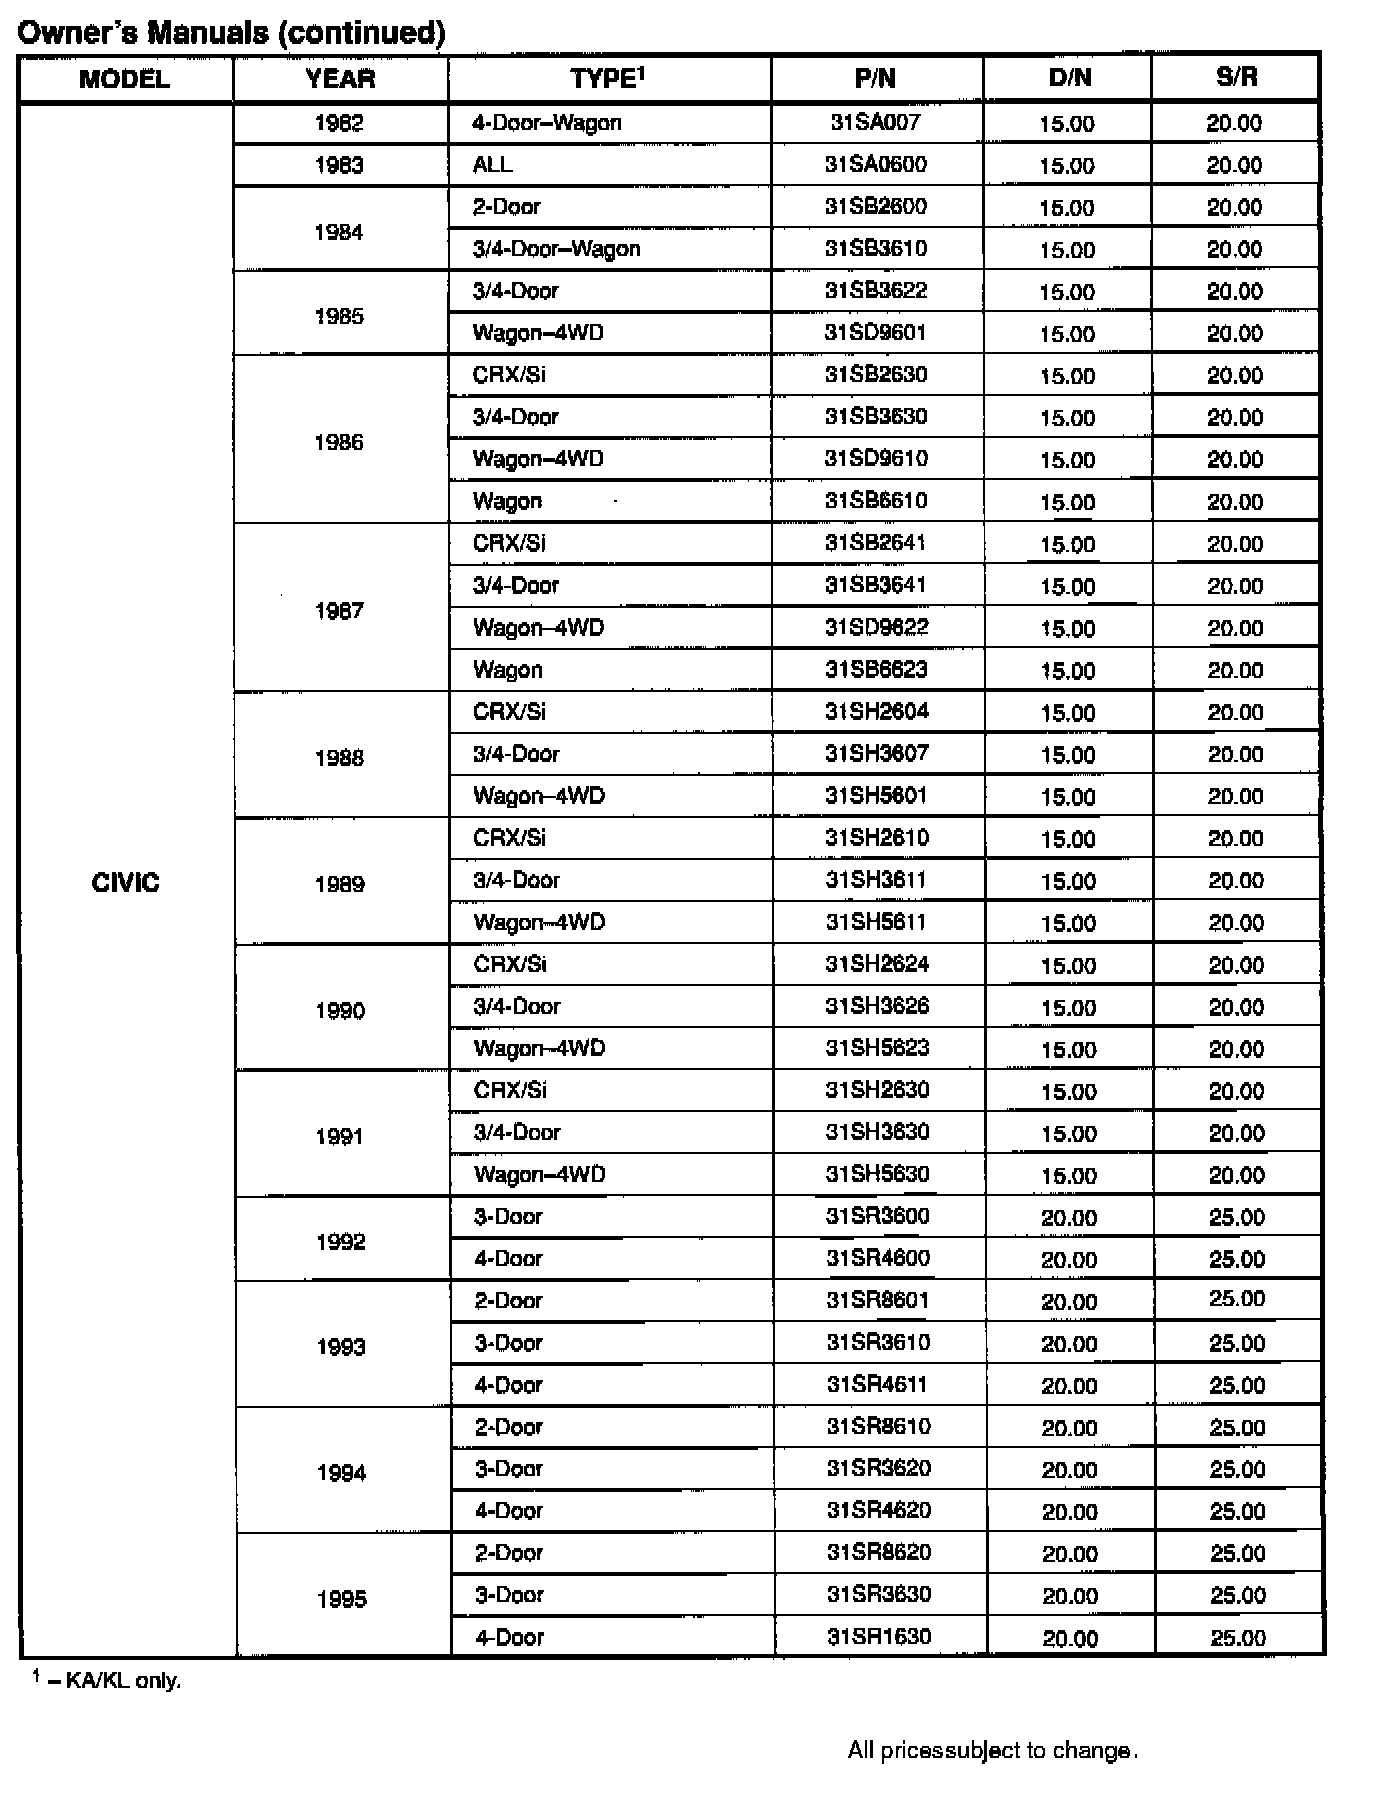 Owner's Manuals (continued)
MODEL YEAR TYPE1 P/N D/N S/R
CIVIC
1982 4-Door–Wagon 31SA007 15.00 20.00
1983 ALL 31SA0600 15.00 20.00
1984
2-Door 31SB2600 15.00 20.00
3/4-Door–Wagon 31SB3610 15.00 20.00
1985
3/4-Door 31SB3622 15.00 20.00
Wagon–4WD 31SD9601 15.00 20.00
1986
CRX/Si 31SB2630 15.00 20.00
3/4-Door 31SB3630 15.00 20.00
Wagon–4WD 31SD9610 15.00 20.00
Wagon 31SB6610 15.00 20.00
1987
CRX/Si 31SB2641 15.00 20.00
3/4-Door 31SB3641 15.00 20.00
Wagon–4WD 31SD9622 15.00 20.00
Wagon 31SB6623 15.00 20.00
1988
CRX/Si 31SH2604 15.00 20.00
3/4-Door 31SH3607 15.00 20.00
Wagon–4WD 31SH5601 15.00 20.00
1989
CRX/Si 31SH2610 15.00 20.00
3/4-Door 31SH3611 15.00 20.00
Wagon–4WD 31SH5611 15.00 20.00
1990
CRX/Si 31SH2624 15.00 20.00
3/4-Door 31SH3626 15.00 20.00
Wagon–4WD 31SH5623 15.00 20.00
1991
CRX/Si 31SH2630 15.00 20.00
3/4-Door 31SH3630 15.00 20.00
Wagon–4WD 31SH5630 15.00 20.00
1992
3-Door 31SR3600 20.00 25.00
4-Door 31SR4600 20.00 25.00
1993
2-Door 31SR8601 20.00 25.00
3-Door 31SR3610 20.00 25.00
4-Door 31SR4611 20.00 25.00
1994
2-Door 31SR8610 20.00 25.00
3-Door 31SR3620 20.00 25.00
4-Door 31SR4620 20.00 25.00
1995
2-Door 31SR8620 20.00 25.00
3-Door 31SR3630 20.00 25.00
4-Door 31SR1630 20.00 25.00
1 – KA/KL only.
All prices subject to change.